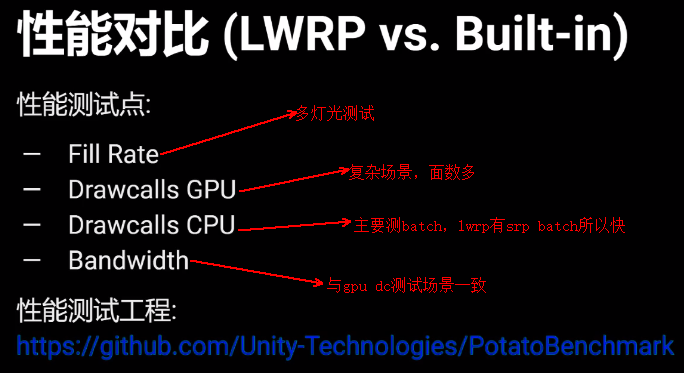 性能对比 (LWRP vs. Built-in)
性能测试点:
多灯光测试
— Fill Rate
复杂场景，面数多
— Drawcalls GPU
— Drawcalls CPU
主要测batch，lwrp有srp batch所以快
— Bandwidth
与gpu dc测试场景一致
性能测试工程:
https://github.com/Unity-Technologies/PotatoBenchmark